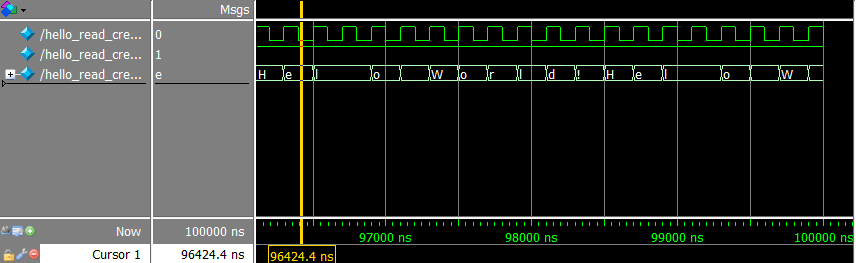 Msgs
/hello_read_cre... 0
/hello_read_cre... 1
/hello_read_cre... e H e l o W o r l d ! H e l o W
Now 100000 ns 97000 ns 98000 ns 99000 ns 100000 ns
Cursor 1 96424.4 ns 96424.4 ns